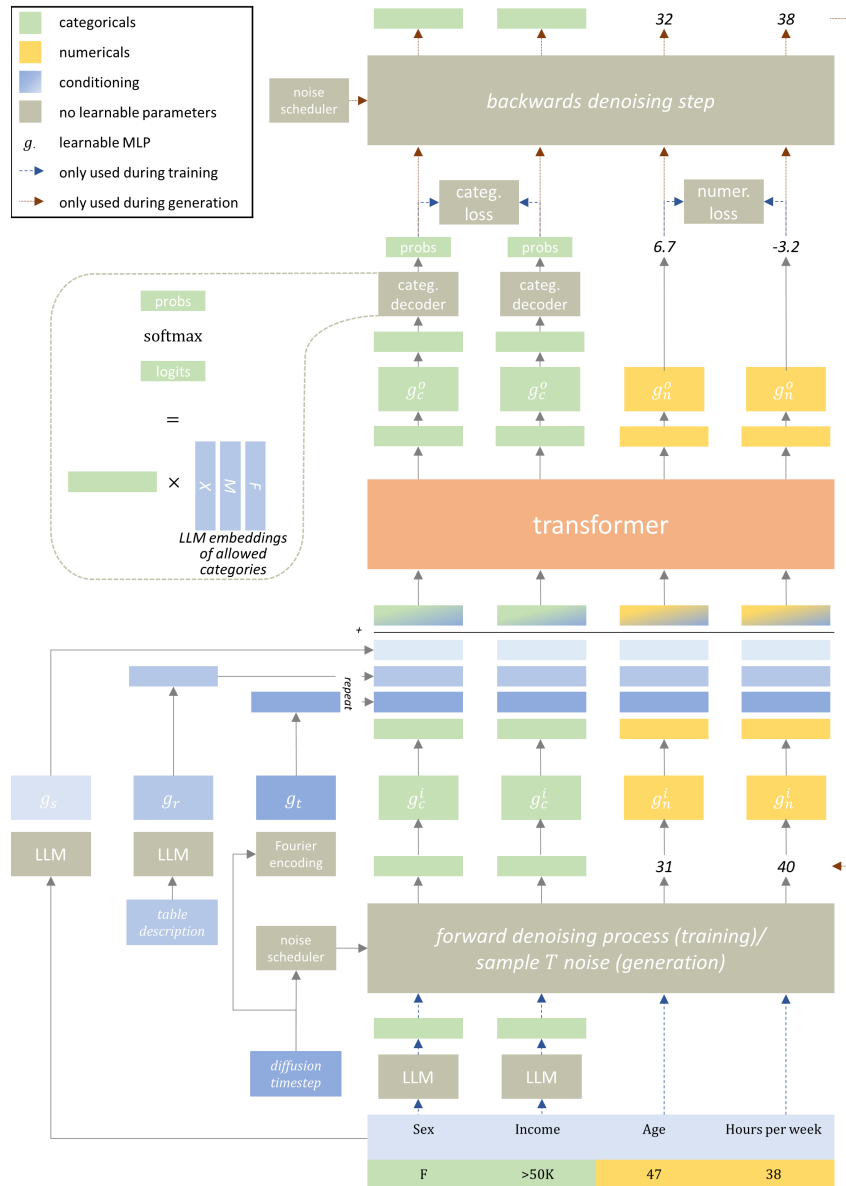 categoricals
numericals
conditioning
no learnable parameters
g. learnable MLP
only used during training
only used during generation
32 38
noise
scheduler
backwards denoising step
categ.
loss
numer.
loss
probs probs 6.7 -3.2
categ.
decoder
categ.
decoder
probs
softmax
logits
=
×
X M F
LLM embeddings
of allowed
categories
g_c^o g_c^o g_n^o g_n^o
transformer
+
repeat
g_s g_r g_t g_c^i g_c^i g_n^i g_n^i
LLM LLM
Fourier
encoding
31 40
table
description
noise
scheduler
forward denoising process (training)/
sample T noise (generation)
diffusion
timestep
LLM LLM
Sex Income Age Hours per week
F >50K 47 38